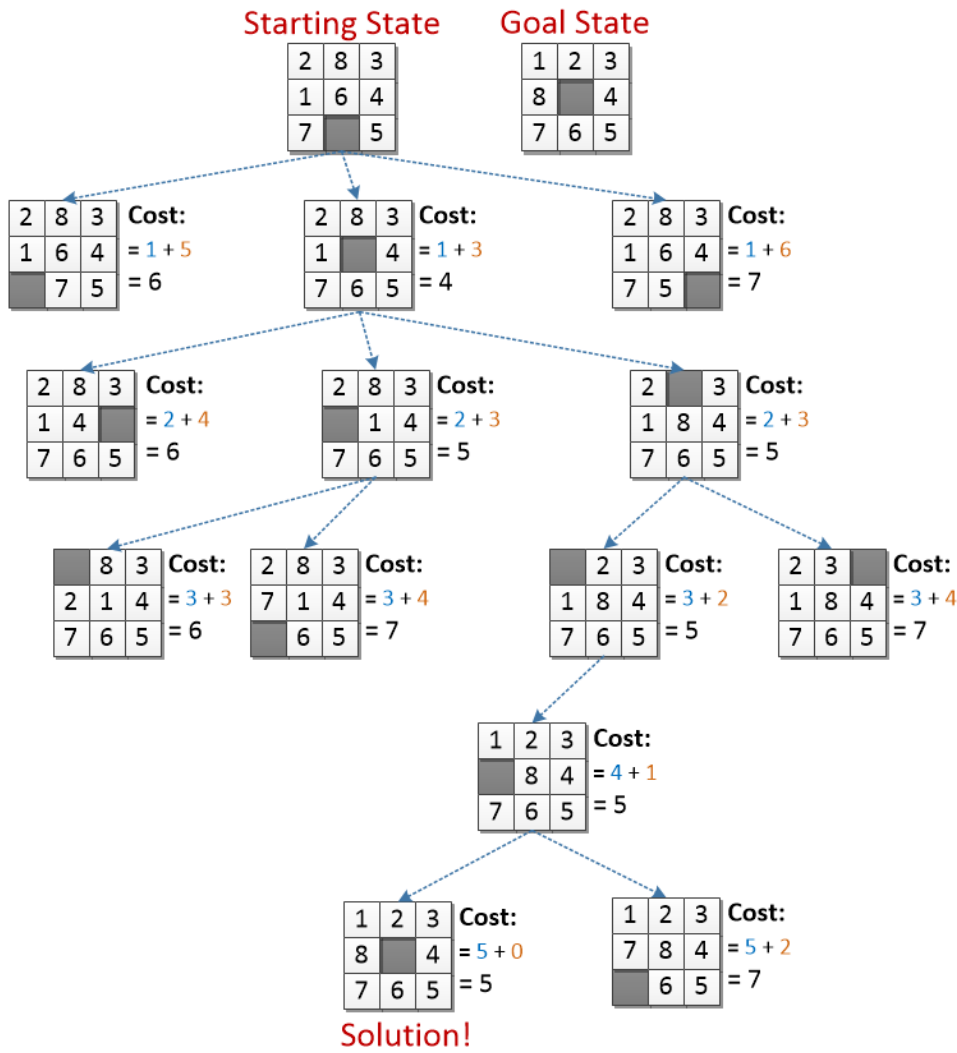 Starting State
Goal State
2 8 3
1 6 4
7 5
1 2 3
8 4
7 6 5
2 8 3
1 6 4
7 5
Cost:
= 1 + 5
= 6
2 8 3
1 4
7 6 5
Cost:
= 1 + 3
= 4
2 8 3
1 6 4
7 5
Cost:
= 1 + 6
= 7
2 8 3
1 4
7 6 5
Cost:
= 2 + 4
= 6
2 8 3
1 4
7 6 5
Cost:
= 2 + 3
= 5
2 3
1 8 4
7 6 5
Cost:
= 2 + 3
= 5
8 3
2 1 4
7 6 5
Cost:
= 3 + 3
= 6
2 8 3
7 1 4
6 5
Cost:
= 3 + 4
= 7
2 3
1 8 4
7 6 5
Cost:
= 3 + 2
= 5
2 3
1 8 4
7 6 5
Cost:
= 3 + 4
= 7
1 2 3
8 4
7 6 5
Cost:
= 4 + 1
= 5
1 2 3
8 4
7 6 5
Cost:
= 5 + 0
= 5
1 2 3
7 8 4
6 5
Cost:
= 5 + 2
= 7
Solution!